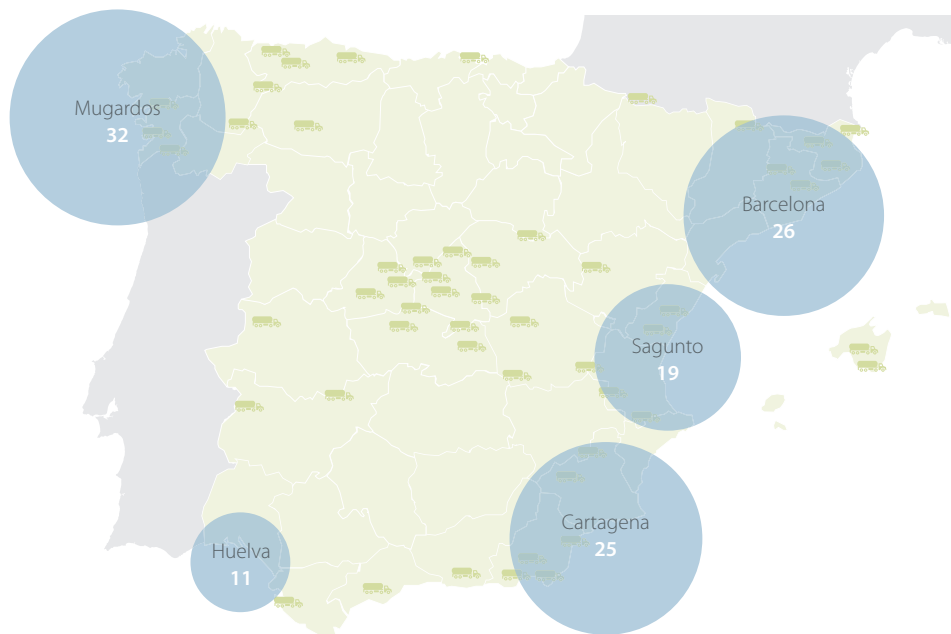 Mugardos
32
Barcelona
26
Sagunto
19
Cartagena
25
Huelva
11